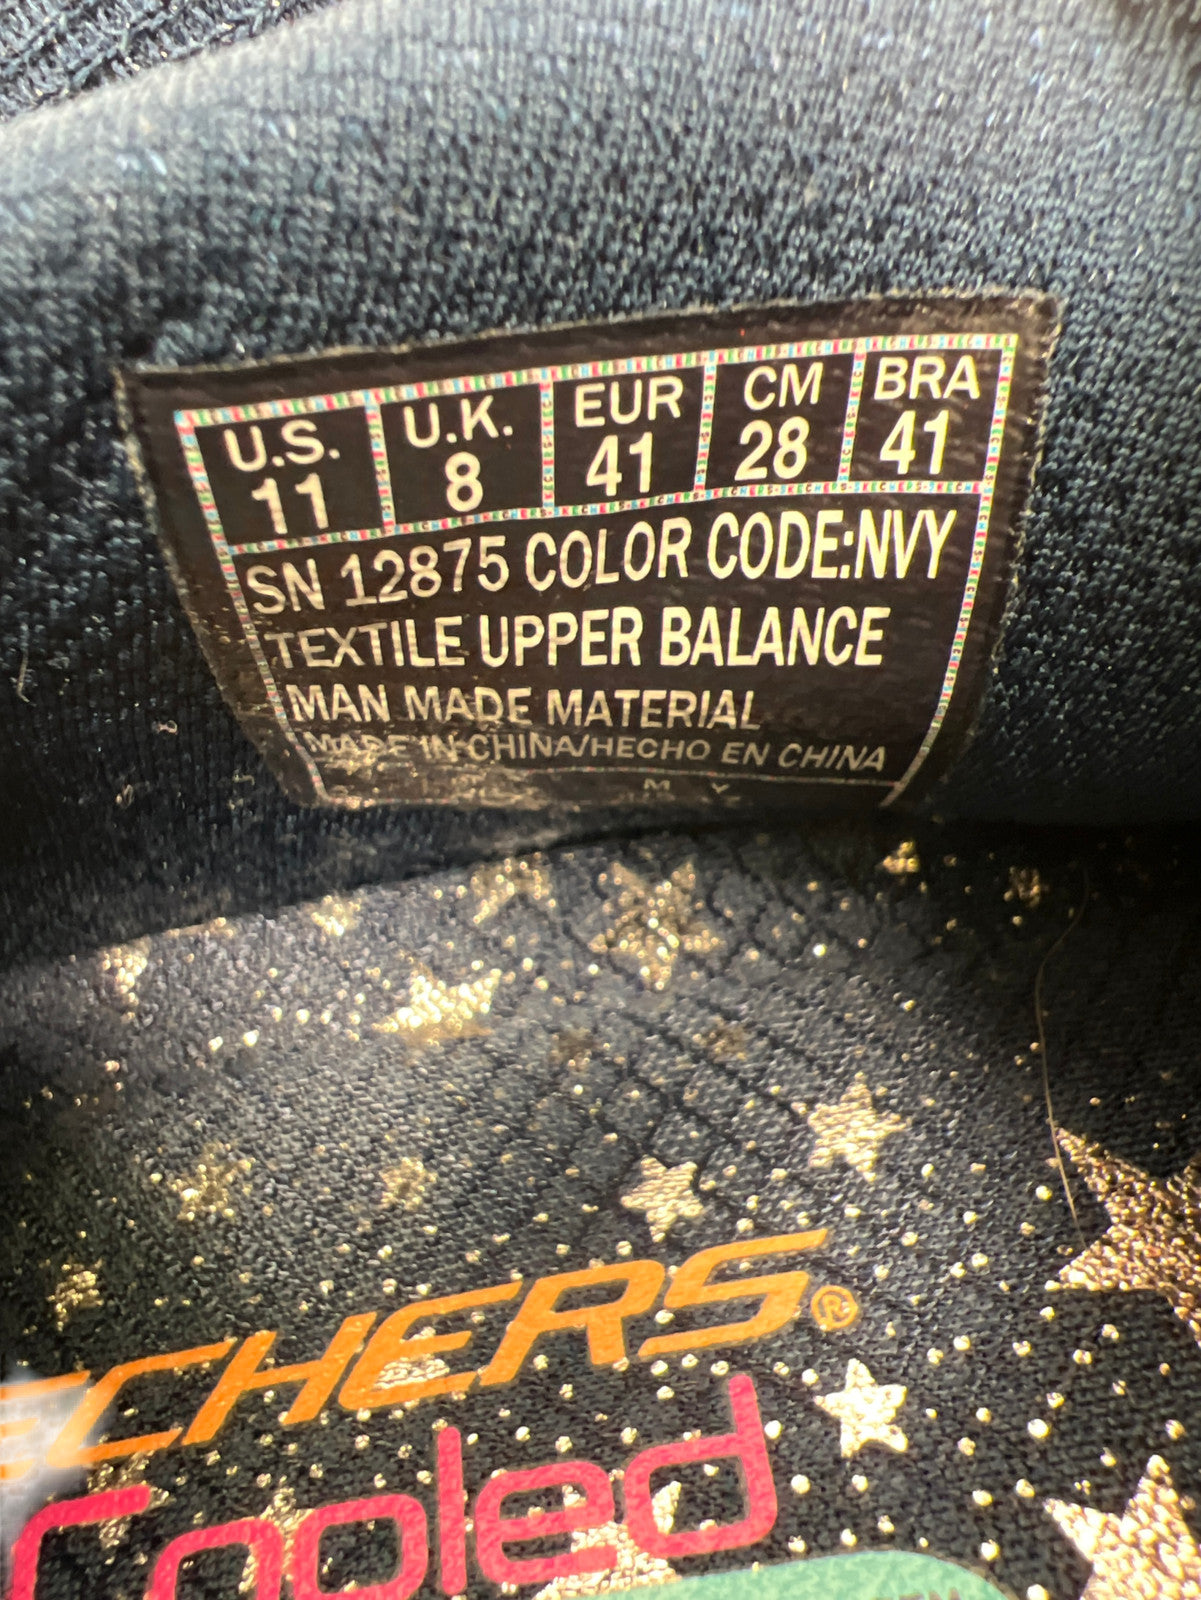 U.S. U.K. EUR CM BRA
11 8 41 28 41
SN 12875 COLOR CODE:NVY
TEXTILE UPPER BALANCE
MAN MADE MATERIAL
MADE IN CHINA/HECHO EN CHINA
ECHERS®
Cooled